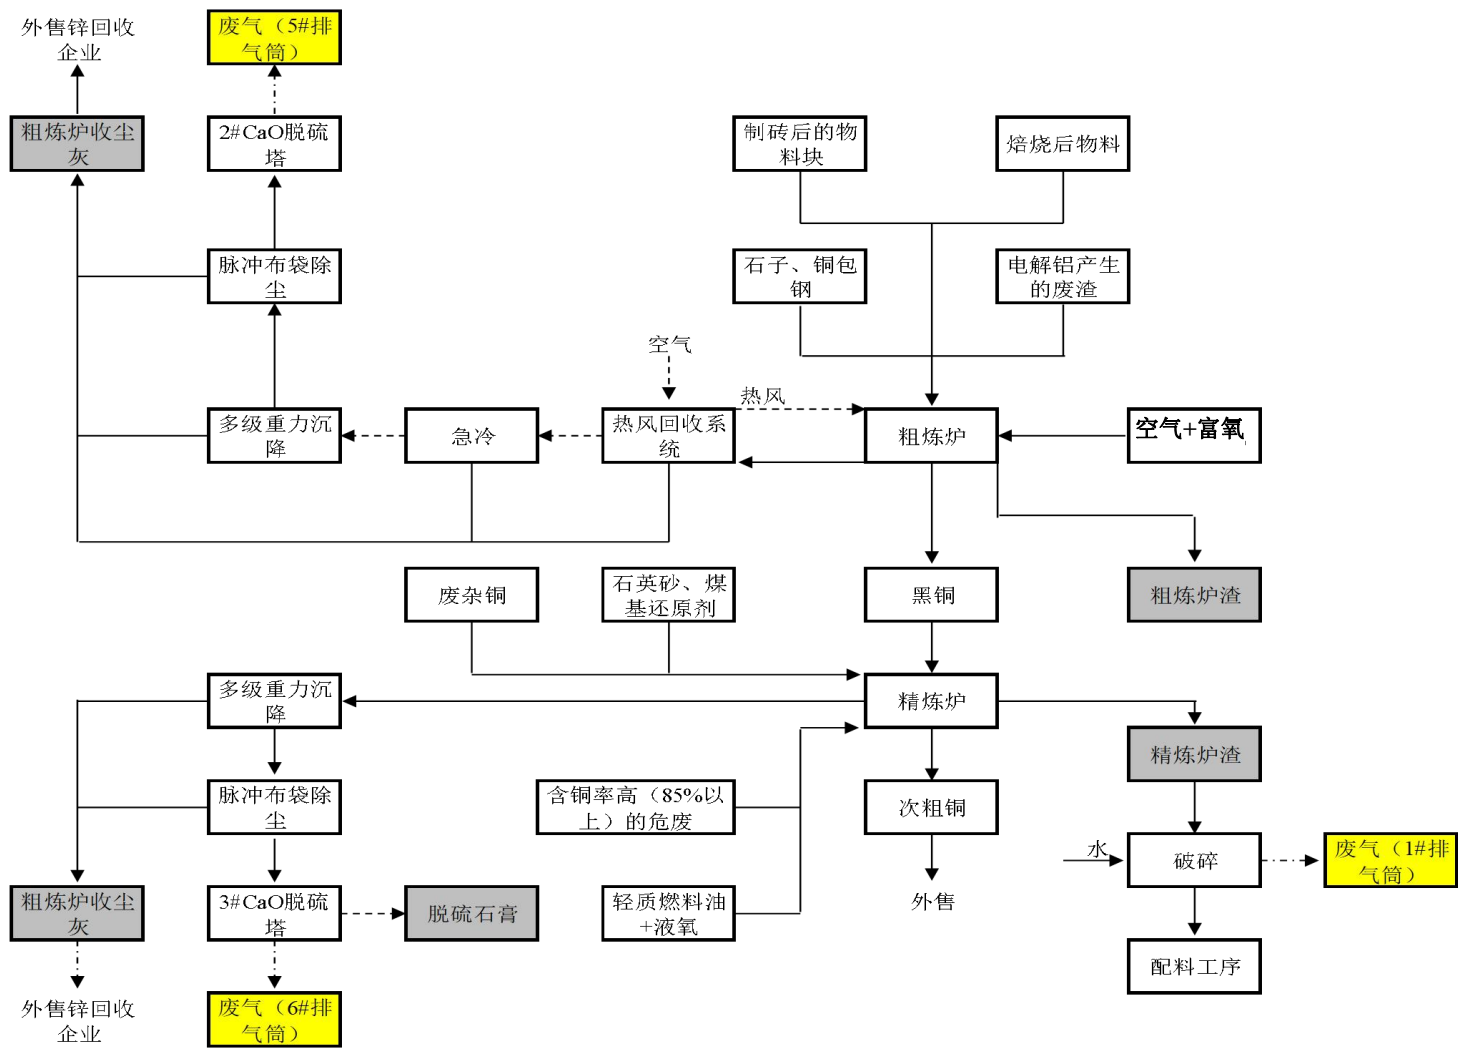 外售锌回收
企业
废气（5#排
气筒）
粗炼炉收尘
灰
2#CaO脱硫
塔
制砖后的物
料块
焙烧后物料
脉冲布袋除
尘
石子、铜包
钢
电解铝产生
的废渣
空气
热风
多级重力沉
降
急冷
热风回收系
统
粗炼炉
空气+富氧
废杂铜
石英砂、煤
基还原剂
黑铜
粗炼炉渣
多级重力沉
降
精炼炉
精炼炉渣
脉冲布袋除
尘
含铜率高（85%以
上）的危废
次粗铜
水
破碎
废气（1#排
气筒）
粗炼炉收尘
灰
3#CaO脱硫
塔
脱硫石膏
轻质燃料油
+液氧
外售
配料工序
外售锌回收
企业
废气（6#排
气筒）